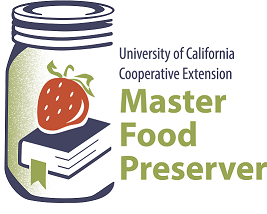 University of California
Cooperative Extension
Master
Food
Preserver